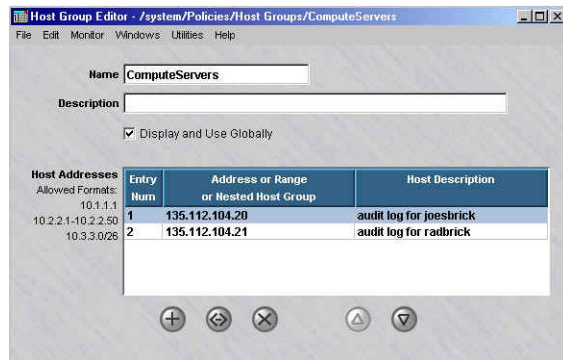 Host Group Editor - /system/Policies/Host Groups/ComputeServers
File Edit Monitor Windows Utilities Help
Name ComputeServers
Description
Display and Use Globally
Host Addresses
Allowed Formats:
10.1.1.1
10.2.2.1-10.2.2.50
10.3.3.0/26
Entry Num Address or Range or Nested Host Group Host Description
1 135.112.104.20 audit log for joesbrick
2 135.112.104.21 audit log for radbrick